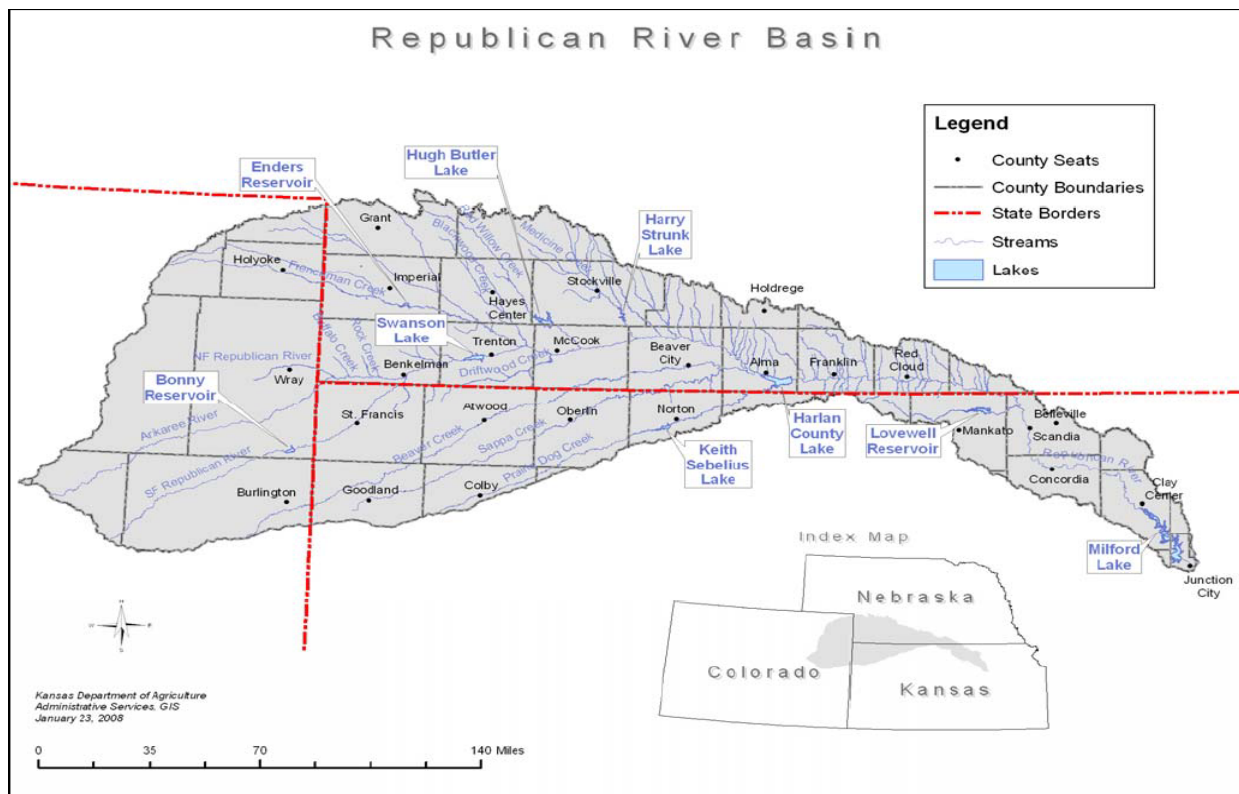 Republican River Basin
Legend
County Seats
County Boundaries
State Borders
Streams
Lakes
Enders
Reservoir
Hugh Butler
Lake
Harry
Strunk
Lake
Grant
Blackwood Creek
Red Willow Creek
Medicine Creek
Holyoke
Frenchman Creek
Imperial
Hayes
Center
Stockville
Holdrege
Swanson
Lake
Buffalo Creek
Rock Creek
Trenton
McCook
Beaver
City
Alma
Franklin
Red
Cloud
NF Republican River
Wray
Benkelman
Driftwood Creek
Bonny
Reservoir
Arkaree River
St. Francis
Atwood
Oberlin
Norton
Harlan
County
Lake
Lovewell
Reservoir
Mankato
Belleville
Scandia
SF Republican River
Beaver Creek
Sappa Creek
Prairie Dog Creek
Keith
Sebelius
Lake
Republican River
Concordia
Clay
Center
Burlington
Goodland
Colby
Milford
Lake
Junction
City
Index Map
Nebraska
Colorado
Kansas
N
W
E
S
Kansas Department of Agriculture
Administrative Services, GIS
January 23, 2008
0 35 70 140 Miles